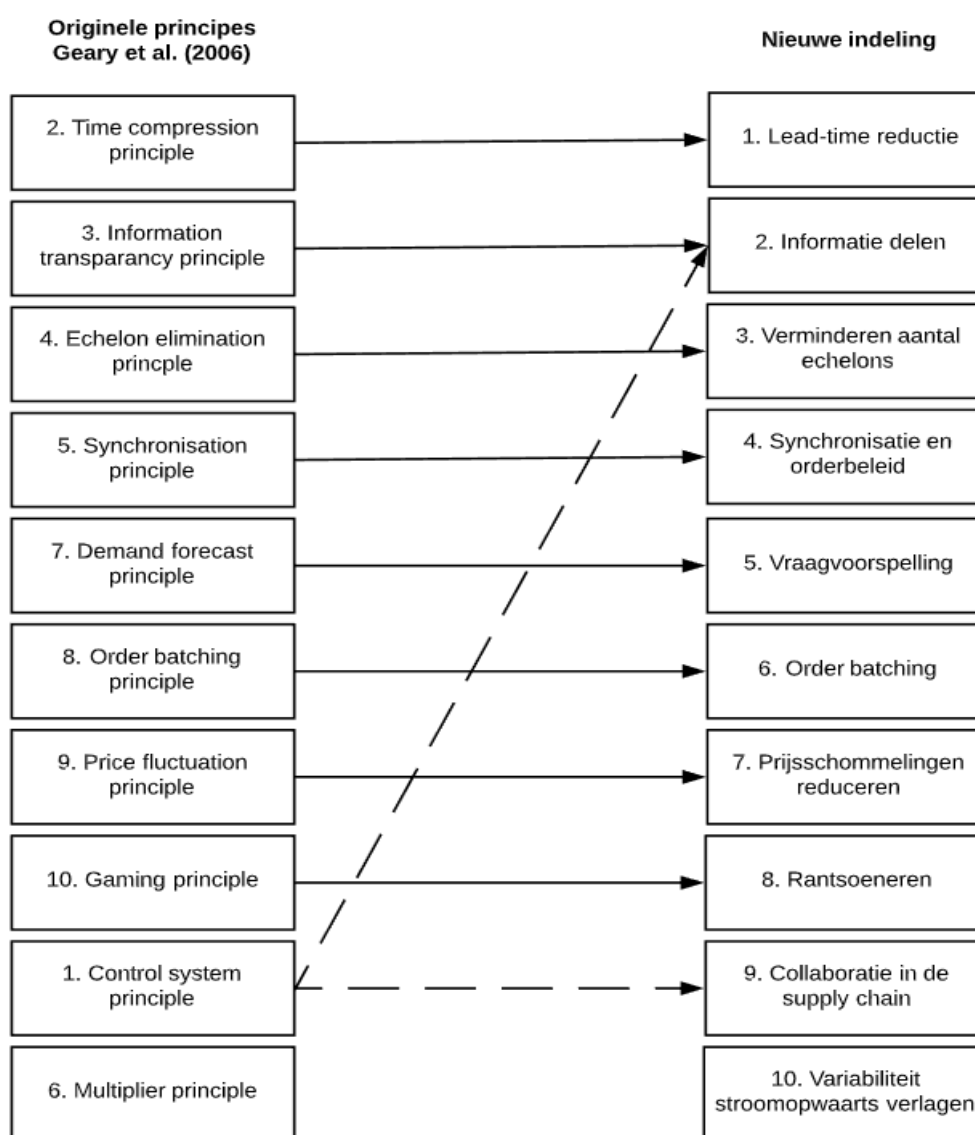 Originele principes
Geary et al. (2006)
Nieuwe indeling
2. Time compression
principle
1. Lead-time reductie
3. Information
transparancy principle
2. Informatie delen
4. Echelon elimination
princple
3. Verminderen aantal
echelons
5. Synchronisation
principle
4. Synchronisatie en
orderbeleid
7. Demand forecast
principle
5. Vraagvoorspelling
8. Order batching
principle
6. Order batching
9. Price fluctuation
principle
7. Prijsschommelingen
reduceren
10. Gaming principle
8. Rantsoeneren
1. Control system
principle
9. Collaboratie in de
supply chain
6. Multiplier principle
10. Variabiliteit
stroomopwaarts verlagen